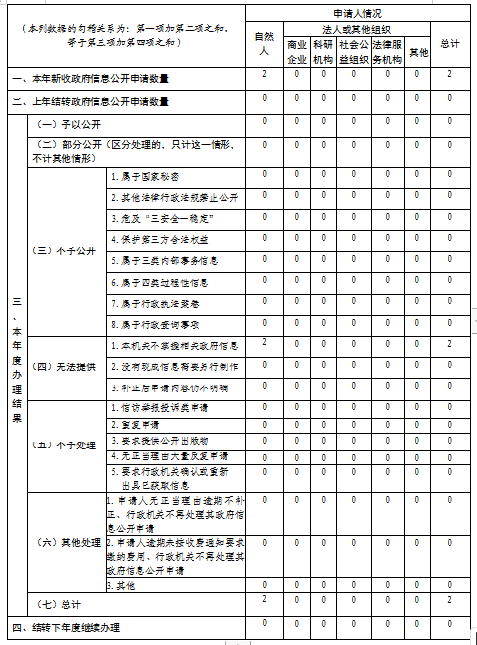 （本列数据的勾稽关系为：第一项加第二项之和，
等于第三项加第四项之和）
申请人情况
自然人
法人或其他组织
总计
商业企业
科研机构
社会公益组织
法律服务机构
其他
一、本年新收政府信息公开申请数量 2 0 0 0 0 0 2
二、上年结转政府信息公开申请数量 0 0 0 0 0 0 0
三、本年度办理结果
（一）予以公开 0 0 0 0 0 0 0
（二）部分公开（区分处理的，只计这一情形，
不计其他情形） 0 0 0 0 0 0 0
（三）不予公开
1.属于国家秘密 0 0 0 0 0 0 0
2.其他法律行政法规禁止公开 0 0 0 0 0 0 0
3.危及“三安全一稳定” 0 0 0 0 0 0 0
4.保护第三方合法权益 0 0 0 0 0 0 0
5.属于三类内部事务信息 0 0 0 0 0 0 0
6.属于四类过程性信息 0 0 0 0 0 0 0
7.属于行政执法案卷 0 0 0 0 0 0 0
8.属于行政查询事项 0 0 0 0 0 0 0
（四）无法提供
1.本机关不掌握相关政府信息 2 0 0 0 0 0 2
2.没有现成信息需要另行制作 0 0 0 0 0 0 0
3.补正后申请内容仍不明确 0 0 0 0 0 0 0
（五）不予处理
1.信访举报投诉类申请 0 0 0 0 0 0 0
2.重复申请 0 0 0 0 0 0 0
3.要求提供公开出版物 0 0 0 0 0 0 0
4.无正当理由大量反复申请 0 0 0 0 0 0 0
5.要求行政机关确认或重新
出具已获取信息 0 0 0 0 0 0 0
（六）其他处理
1.申请人无正当理由逾期不补
正、行政机关不再处理其政府信
息公开申请 0 0 0 0 0 0 0
2.申请人逾期未按收费通知要求
缴纳费用、行政机关不再处理其
政府信息公开申请 0 0 0 0 0 0 0
3.其他 0 0 0 0 0 0 0
（七）总计 2 0 0 0 0 0 2
四、结转下年度继续办理 0 0 0 0 0 0 0